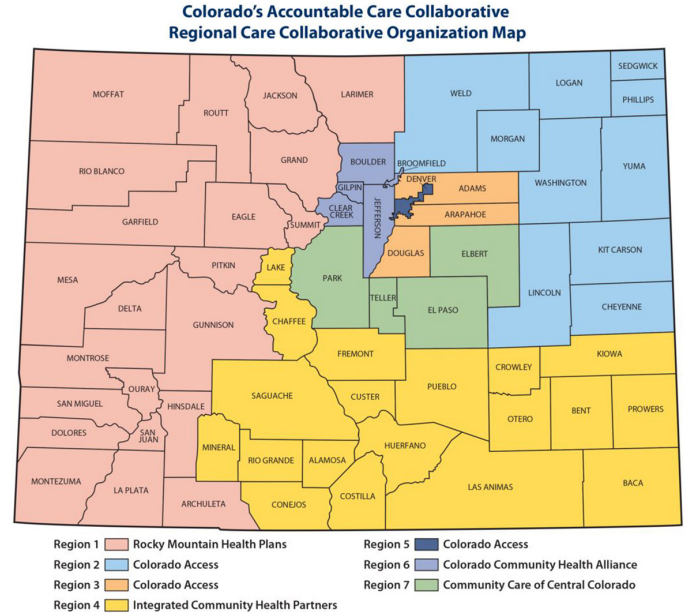 Colorado's Accountable Care Collaborative
Regional Care Collaborative Organization Map
MOFFAT
ROUTT
JACKSON
LARIMER
WELD
LOGAN
SEDGWICK
PHILLIPS
MORGAN
GRAND
BOULDER
BROOMFIELD
RIO BLANCO
WASHINGTON
YUMA
GILPIN
DENVER
ADAMS
CLEAR
CREEK
JEFFERSON
ARAPAHOE
GARFIELD
EAGLE
SUMMIT
DOUGLAS
ELBERT
KIT CARSON
PITKIN
LAKE
PARK
MESA
TELLER
LINCOLN
CHEYENNE
DELTA
EL PASO
GUNNISON
CHAFFEE
FREMONT
KIOWA
MONTROSE
CROWLEY
OURAY
PUEBLO
SAGUACHE
CUSTER
SAN MIGUEL
HINSDALE
BENT
PROWERS
OTERO
DOLORES
SAN
JUAN
MINERAL
HUERFANO
RIO GRANDE
ALAMOSA
MONTEZUMA
LA PLATA
LAS ANIMAS
BACA
COSTILLA
ARCHULETA
CONEJOS
Region 1 Rocky Mountain Health Plans
Region 2 Colorado Access
Region 3 Colorado Access
Region 4 Integrated Community Health Partners
Region 5 Colorado Access
Region 6 Colorado Community Health Alliance
Region 7 Community Care of Central Colorado